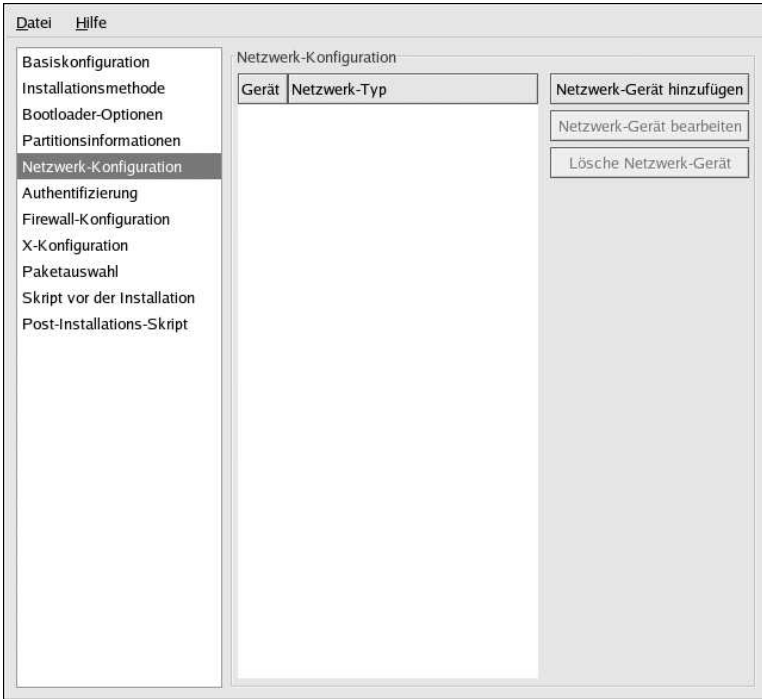 Datei Hilfe
Basiskonfiguration
Installationsmethode
Bootloader-Optionen
Partitionsinformationen
Netzwerk-Konfiguration
Authentifizierung
Firewall-Konfiguration
X-Konfiguration
Paketauswahl
Skript vor der Installation
Post-Installations-Skript
Netzwerk-Konfiguration
Gerät Netzwerk-Typ
Netzwerk-Gerät hinzufügen
Netzwerk-Gerät bearbeiten
Lösche Netzwerk-Gerät